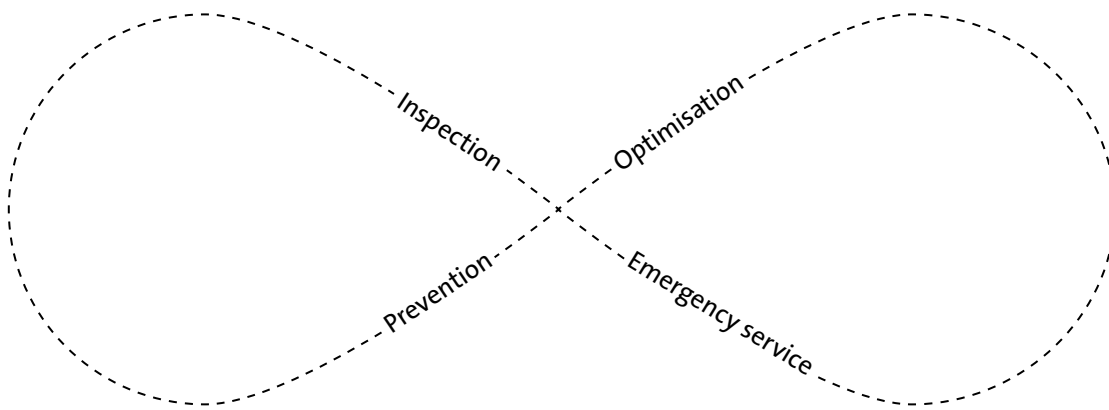 Inspection
Optimisation
Prevention
Emergency service